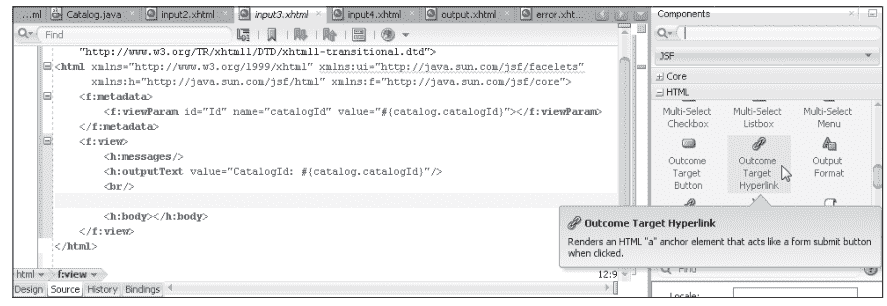 ...ml Catalog.java input2.xhtml input3.xhtml input4.xhtml output.xhtml error.xht...
Find
"http://www.w3.org/TR/xhtml1/DTD/xhtml1-transitional.dtd">
<html xmlns="http://www.w3.org/1999/xhtml" xmlns:ui="http://java.sun.com/jsf/facelets"
xmlns:h="http://java.sun.com/jsf/html" xmlns:f="http://java.sun.com/jsf/core">
<f:metadata>
<f:viewParam id="Id" name="catalogId" value="#{catalog.catalogId}"></f:viewParam>
</f:metadata>
<f:view>
<h:messages/>
<h:outputText value="CatalogId: #{catalog.catalogId}"/>
<br/>
<h:body></h:body>
</f:view>
</html>
html f:view
12:9
Design Source History Bindings
Components
JSF
Core
HTML
Multi-Select Checkbox
Multi-Select Listbox
Multi-Select Menu
Outcome Target Button
Outcome Target Hyperlink
Output Format
Outcome Target Hyperlink
Renders an HTML "a" anchor element that acts like a form submit button
when clicked.
Find
Locale: